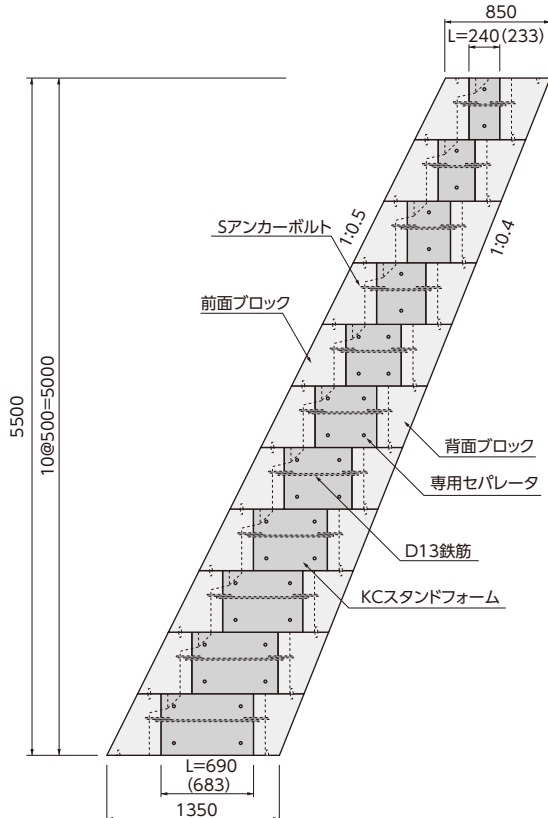 850
L=240(233)
1:0.5
1:0.4
Sアンカーボルト
前面ブロック
5500
10@500=5000
背面ブロック
専用セパレータ
D13鉄筋
KCスタンドフォーム
L=690
(683)
1350